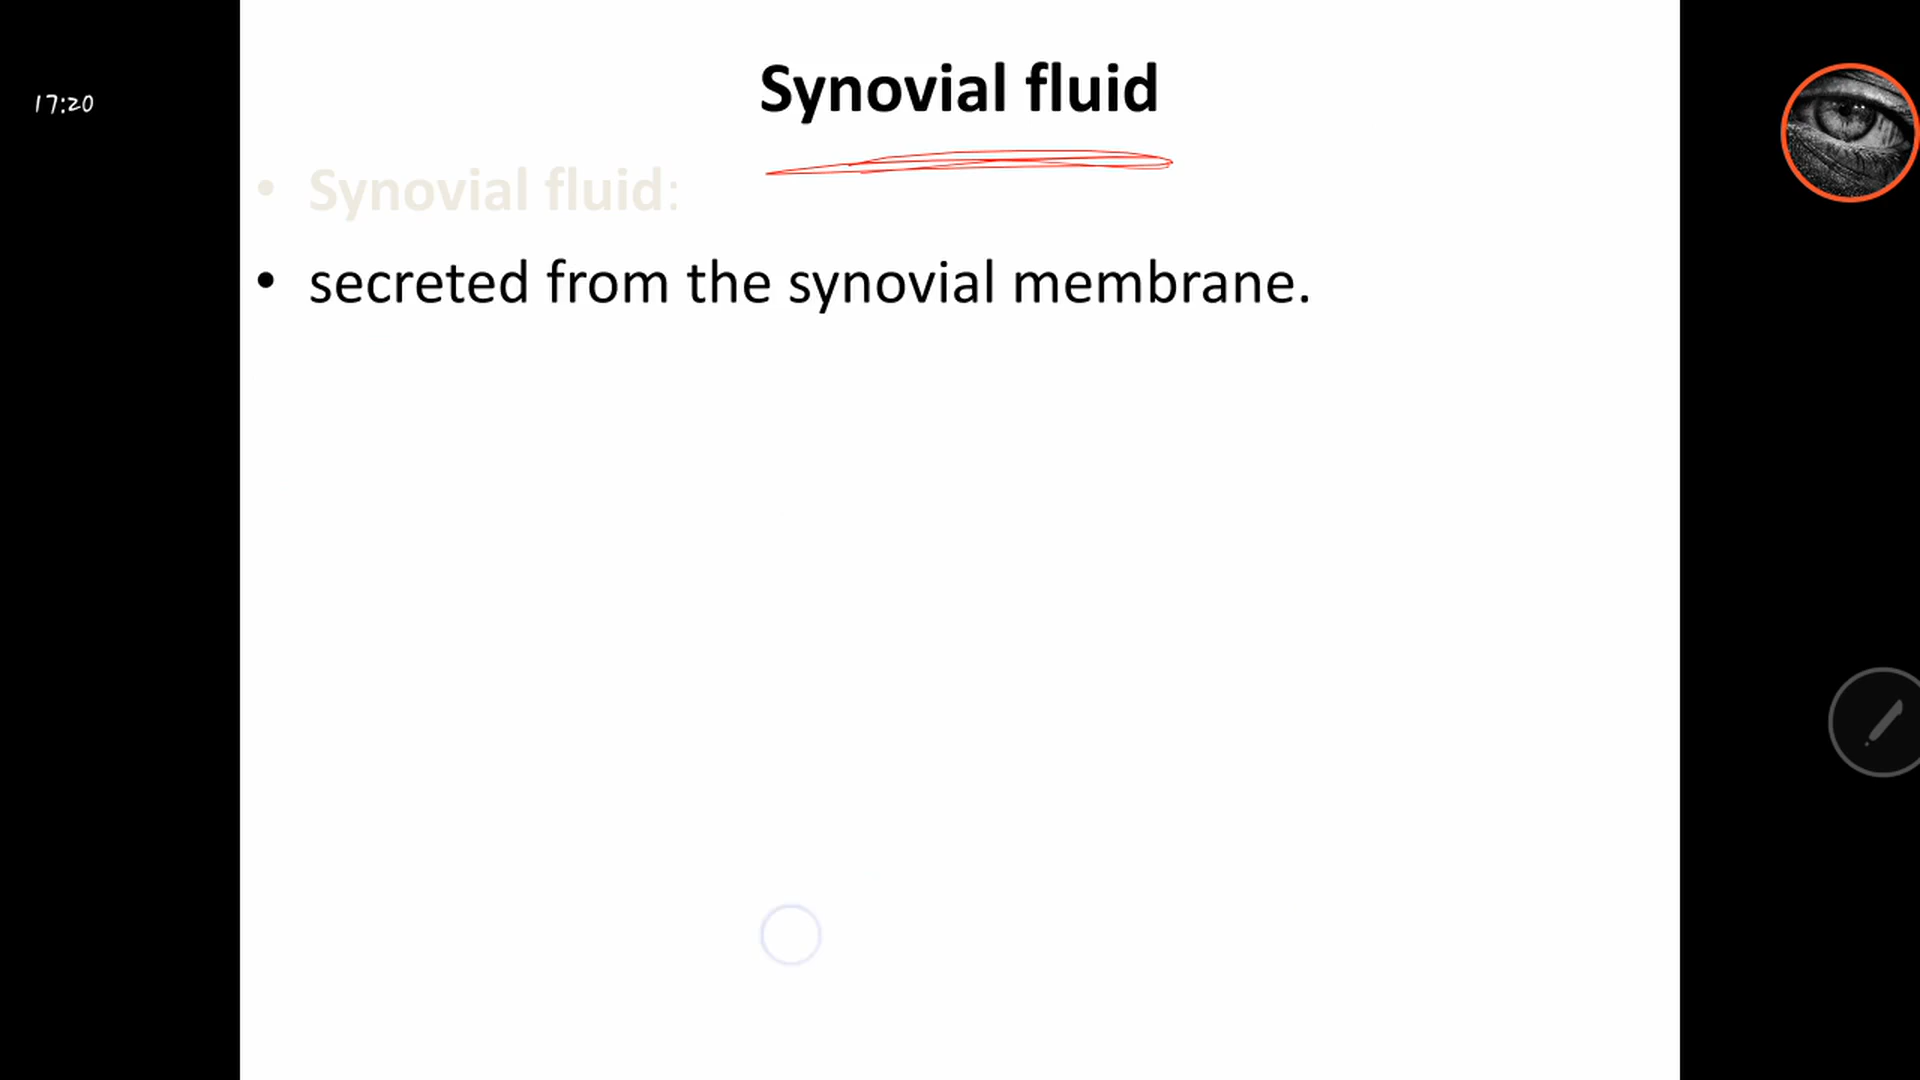 Synovial fluid
17:20
• Synovial fluid:
• secreted from the synovial membrane.